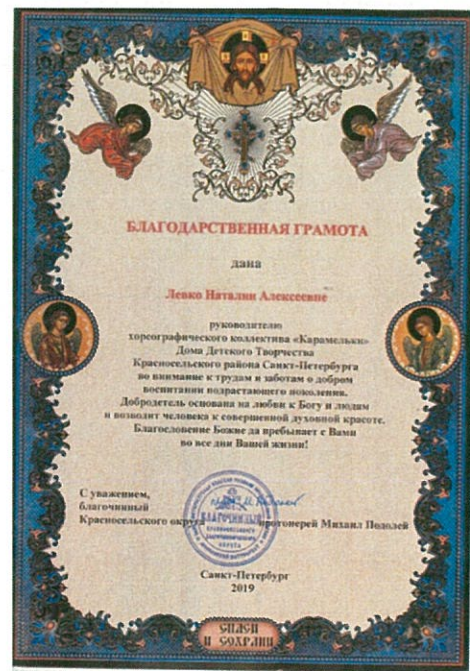 БЛАГОДАРСТВЕННАЯ ГРАМОТА
дана
Левко Наталии Алексеевне
руководителю
хореографического коллектива «Карамельки»
Дома Детского Творчества
Красносельского района Санкт-Петербурга
во внимание к трудам и заботам о добром
воспитании подрастающего поколения.
Добродетель основана на любви к Богу и людям
и возводит человека к совершенной духовной красоте.
Благословение Божие да пребывает с Вами
во все дни Вашей жизни!
С уважением,
благочинный
Красносельского округа протоиерей Михаил Подолей
БЛАГОЧИННЫЙ
ОКРУГА
Санкт-Петербург
2019
СПАСИ
И СОХРАНИ